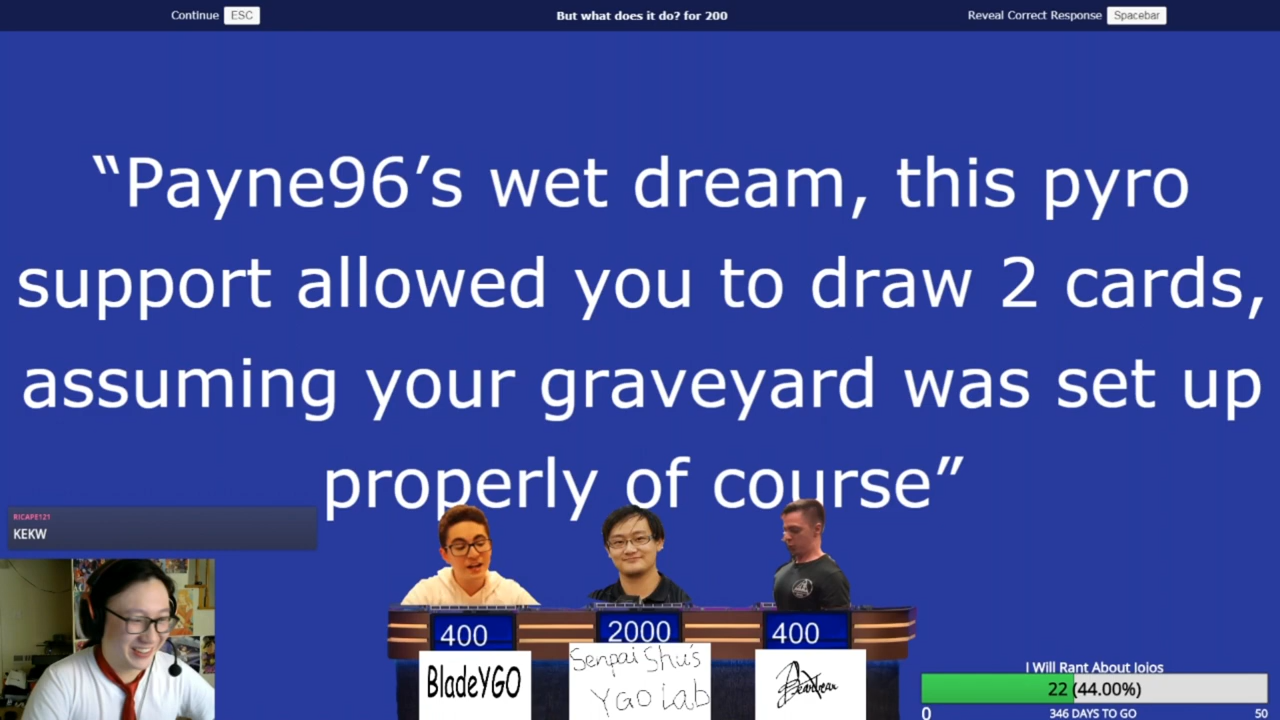 Continue ESC
But what does it do? for 200
Reveal Correct Response Spacebar
“Payne96’s wet dream, this pyro
support allowed you to draw 2 cards,
assuming your graveyard was set up
properly of course”
RICAPE121
KEKW
400
2000
400
BladeYGO
Senpai Shu's
YGO Lab
I Will Rant About Jojos
22 (44.00%)
0
346 DAYS TO GO
50